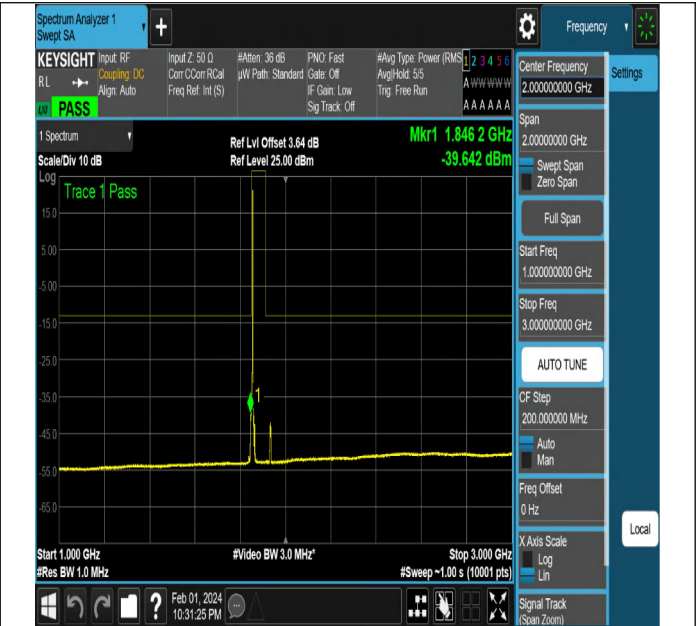 Spectrum Analyzer 1
Swept SA
+
Frequency
KEYSIGHT
RL
Input: RF
Coupling: DC
Align: Auto
Input Z: 50 Ω
Corr CCorr RCal
Freq Ref: Int (S)
#Atten: 36 dB
µW Path: Standard
PNO: Fast
Gate: Off
IF Gain: Low
Sig Track: Off
#Avg Type: Power (RMS
Avg|Hold: 5/5
Trig: Free Run
1 2 3 4 5 6
A W W W W W
A A A A A A
LXI PASS
1 Spectrum
Scale/Div 10 dB
Ref Lvl Offset 3.64 dB
Ref Level 25.00 dBm
Mkr1 1.846 2 GHz
-39.642 dBm
Log
Trace 1 Pass
15.0
5.00
-5.00
-15.0
-25.0
-35.0
1
-45.0
-55.0
-65.0
Start 1.000 GHz
#Res BW 1.0 MHz
#Video BW 3.0 MHz*
Stop 3.000 GHz
#Sweep ~1.00 s (10001 pts)
Center Frequency
2.000000000 GHz
Settings
Span
2.00000000 GHz
Swept Span
Zero Span
Full Span
Start Freq
1.000000000 GHz
Stop Freq
3.000000000 GHz
AUTO TUNE
CF Step
200.000000 MHz
Auto
Man
Freq Offset
0 Hz
X Axis Scale
Log
Lin
Local
Signal Track
(Span Zoom)
?
Feb 01, 2024
10:31:25 PM